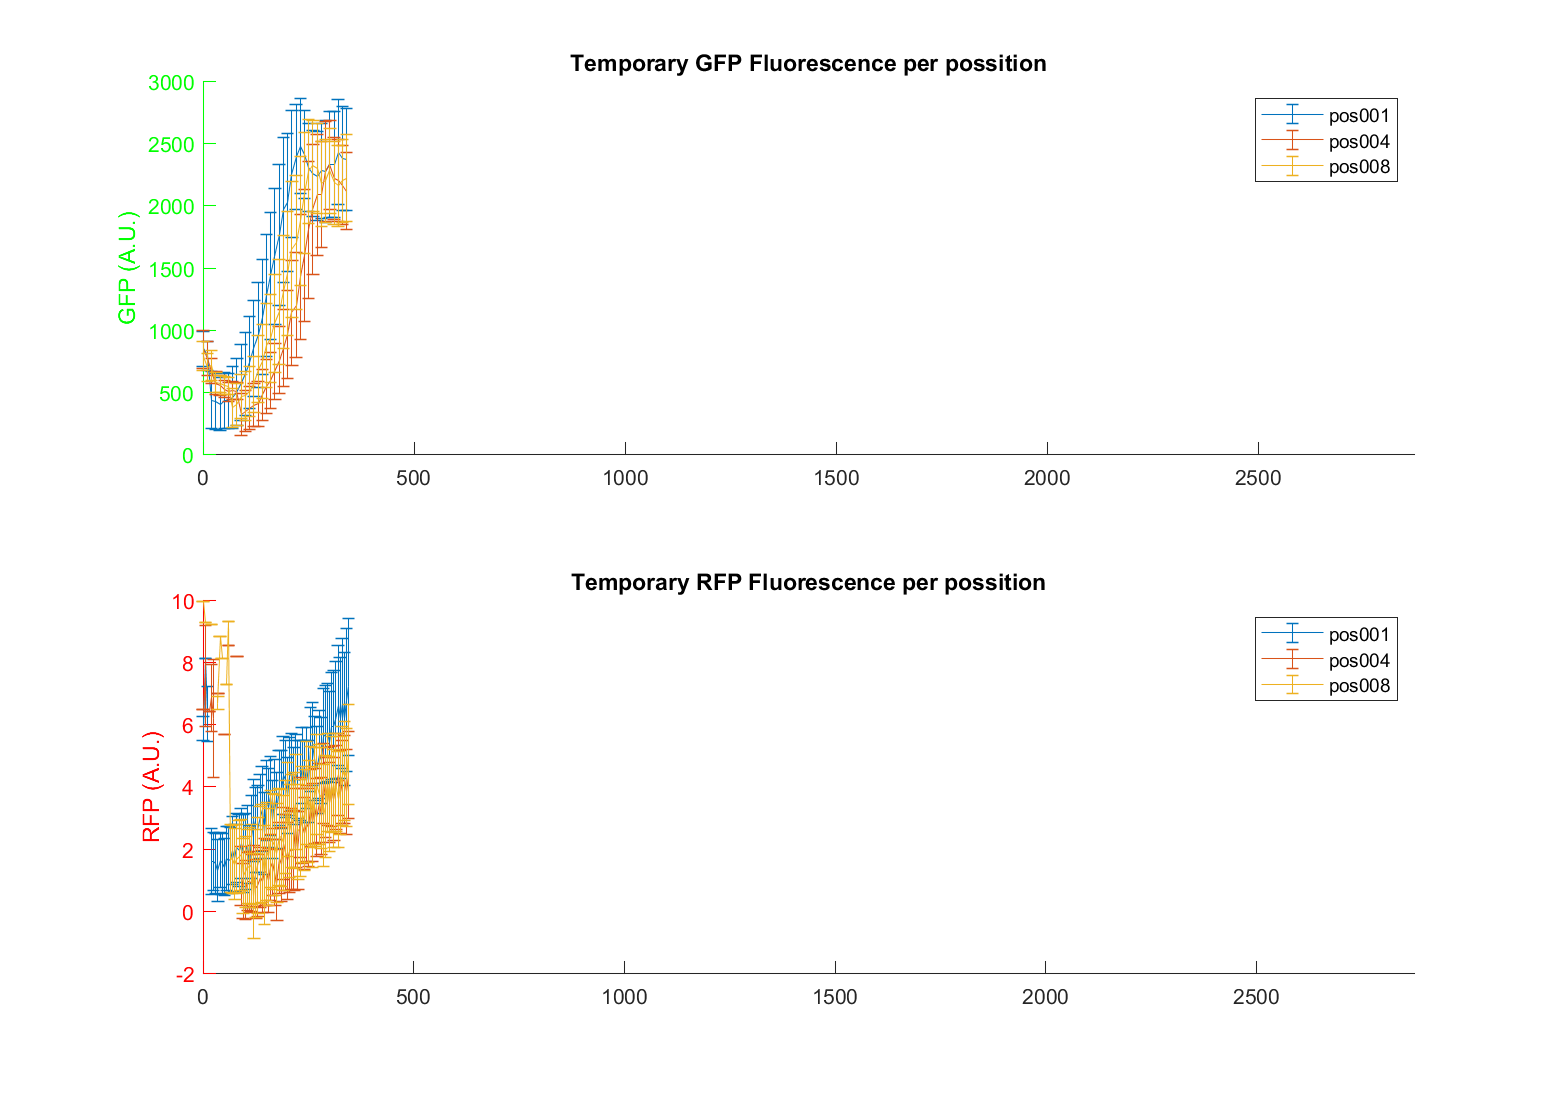 Temporary GFP Fluorescence per possition
3000
2500
2000
1500
1000
500
0
GFP (A.U.)
pos001
pos004
pos008
0 500 1000 1500 2000 2500
Temporary RFP Fluorescence per possition
10
8
6
4
2
0
-2
RFP (A.U.)
pos001
pos004
pos008
0 500 1000 1500 2000 2500